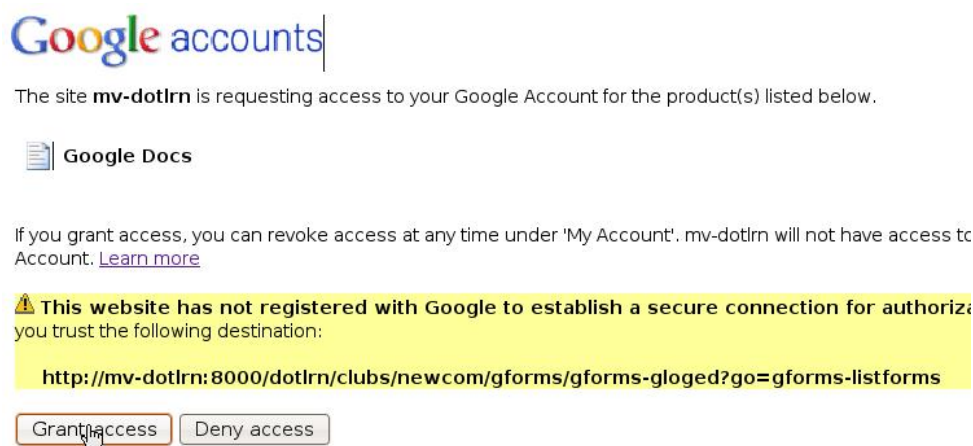 Google accounts
The site mv-dotlrn is requesting access to your Google Account for the product(s) listed below.
Google Docs
If you grant access, you can revoke access at any time under 'My Account'. mv-dotlrn will not have access to
Account. Learn more
This website has not registered with Google to establish a secure connection for authoriza
you trust the following destination:
http://mv-dotlrn:8000/dotlrn/clubs/newcom/gforms/gforms-gloged?go=gforms-listforms
Grant access Deny access